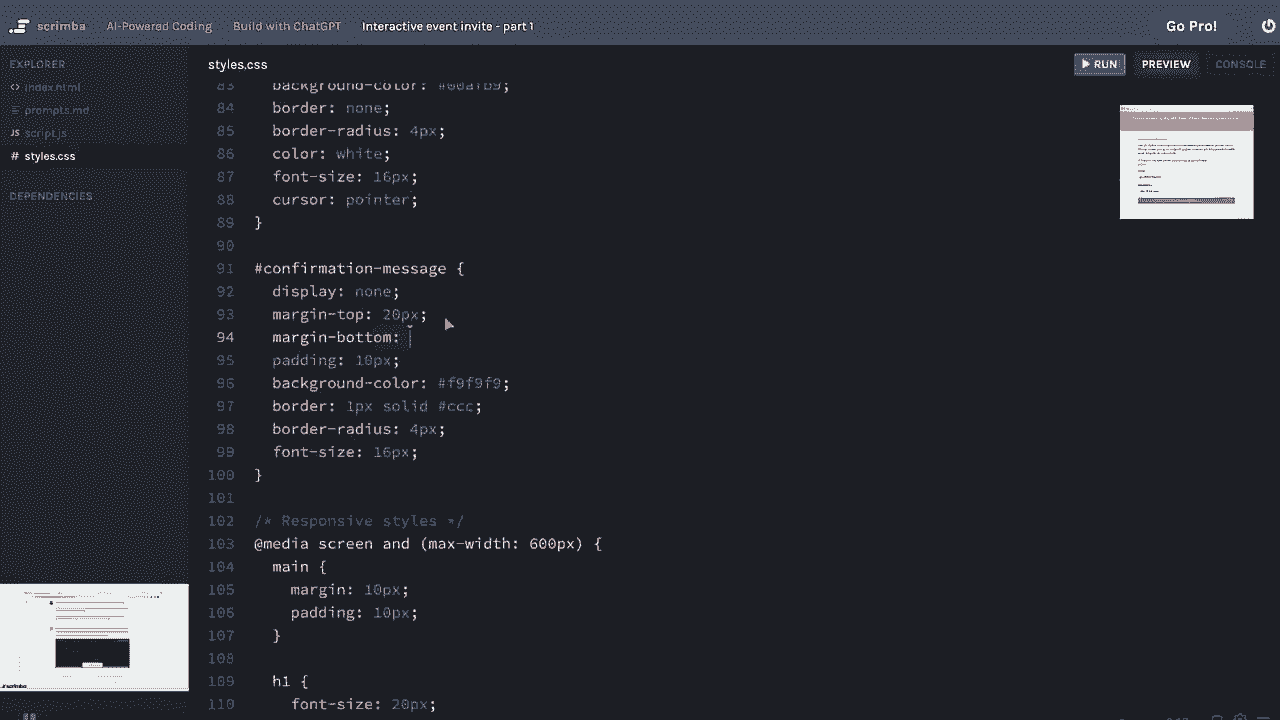 scrimba AI-Powered Coding Build with ChatGPT Interactive event invite - part 1 Go Pro!
EXPLORER
styles.css
RUN PREVIEW CONSOLE
index.html
prompts.md
JS script.js
# styles.css
DEPENDENCIES
83 background-color: #00a1b9;
84 border: none;
85 border-radius: 4px;
86 color: white;
87 font-size: 16px;
88 cursor: pointer;
89 }
90
91 #confirmation-message {
92 display: none;
93 margin-top: 20px;
94 margin-bottom:
95 padding: 10px;
96 background-color: #f9f9f9;
97 border: 1px solid #ccc;
98 border-radius: 4px;
99 font-size: 16px;
100 }
101
102 /* Responsive styles */
103 @media screen and (max-width: 600px) {
104 main {
105 margin: 10px;
106 padding: 10px;
107 }
108
109 h1 {
110 font-size: 20px;